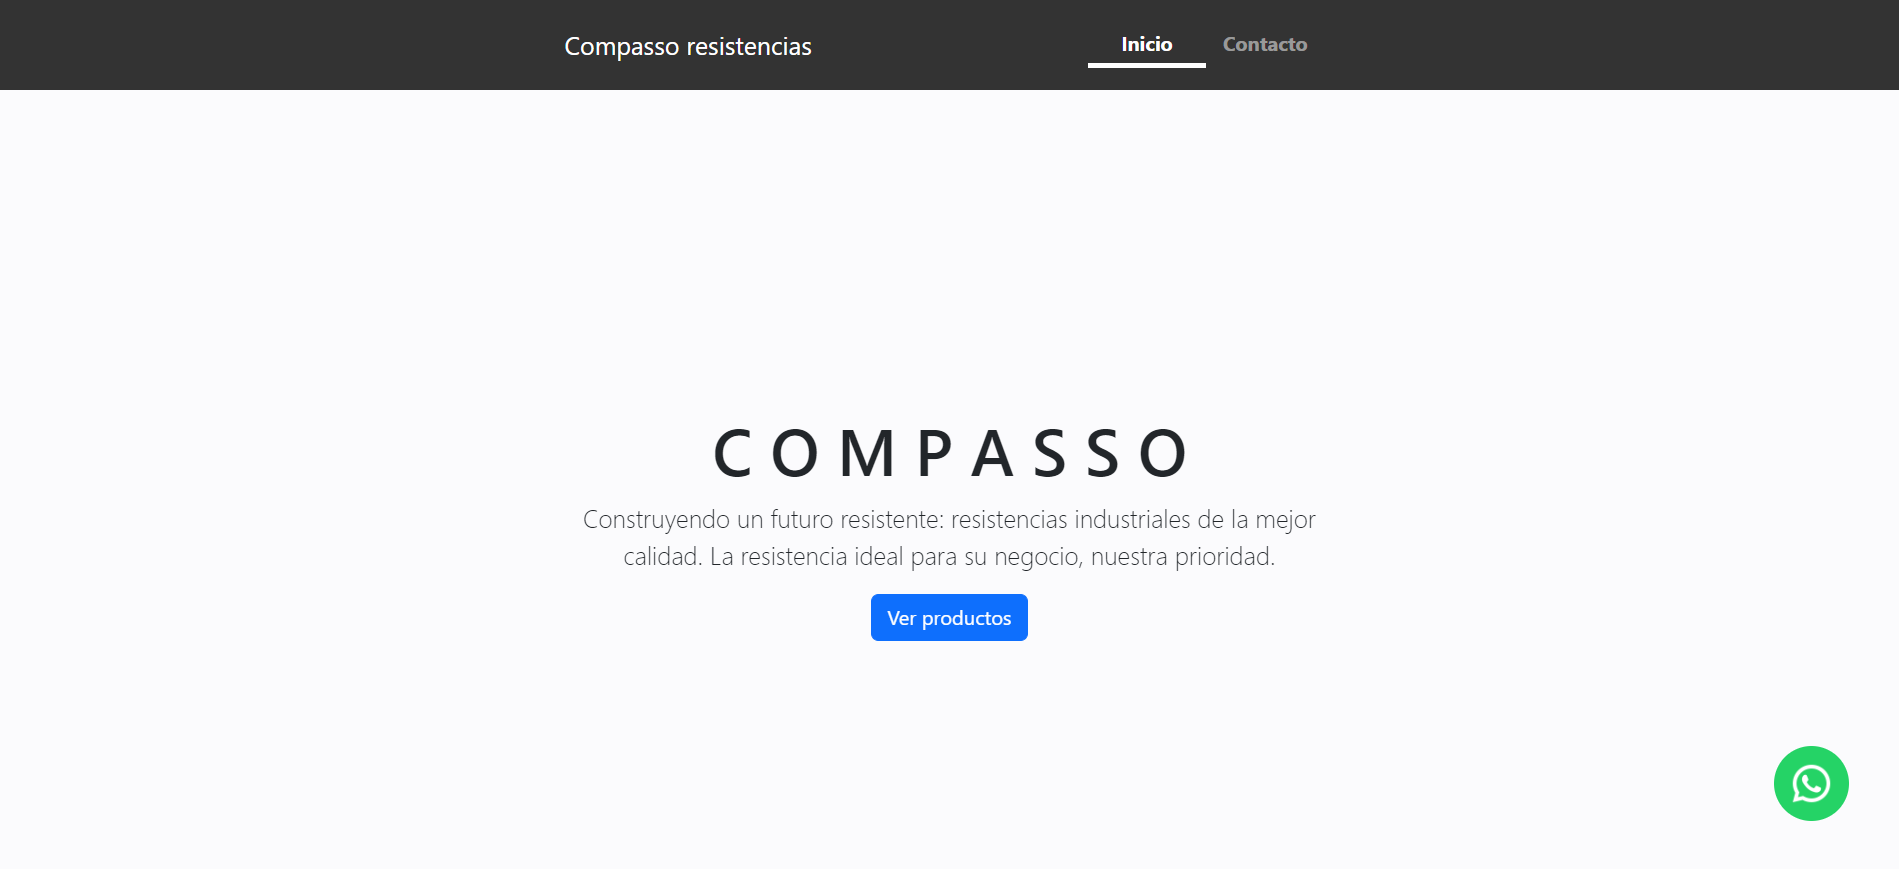 Compasso resistencias
Inicio
Contacto
COMPASSO
Construyendo un futuro resistente: resistencias industriales de la mejor
calidad. La resistencia ideal para su negocio, nuestra prioridad.
Ver productos